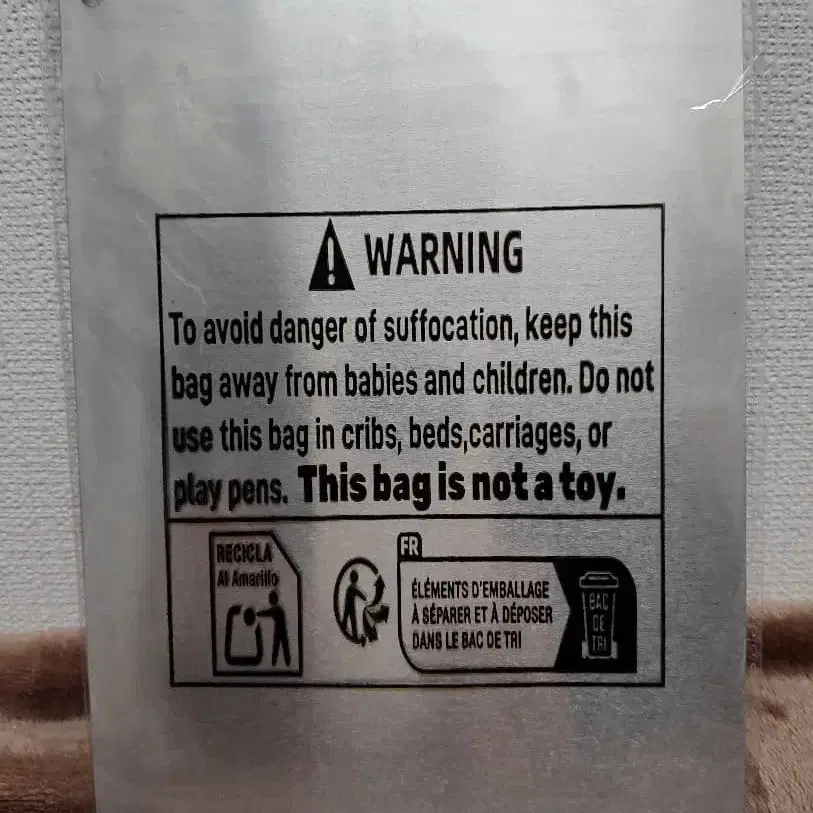 WARNING
To avoid danger of suffocation, keep this
bag away from babies and children. Do not
use this bag in cribs, beds,carriages, or
play pens. This bag is not a toy.
RECICLA
Al Amarillo
FR
ÉLÉMENTS D'EMBALLAGE
À SÉPARER ET À DÉPOSER
DANS LE BAC DE TRI
BAC
DE
TRI